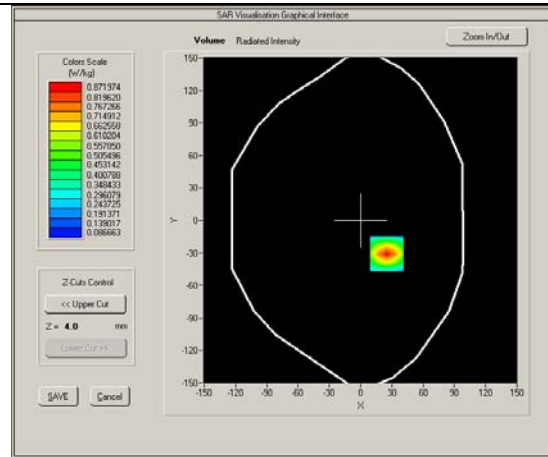 SAR Visualisation Graphical Interface
Volume Radiated Intensity
Zoom In/Out
Colors Scale
(W/kg)
0.871974
0.819620
0.767266
0.714912
0.662558
0.610204
0.557850
0.505496
0.453142
0.400788
0.348433
0.296079
0.243725
0.191371
0.139017
0.086663
Z-Cuts Control
<< Upper Cut
Z = 4.0 mm
Lower Cut >>
SAVE Cancel
Y
150
120
90
60
30
0
-30
-60
-90
-120
-150
-150 -120 -90 -60 -30 0 30 60 90 120 150
X